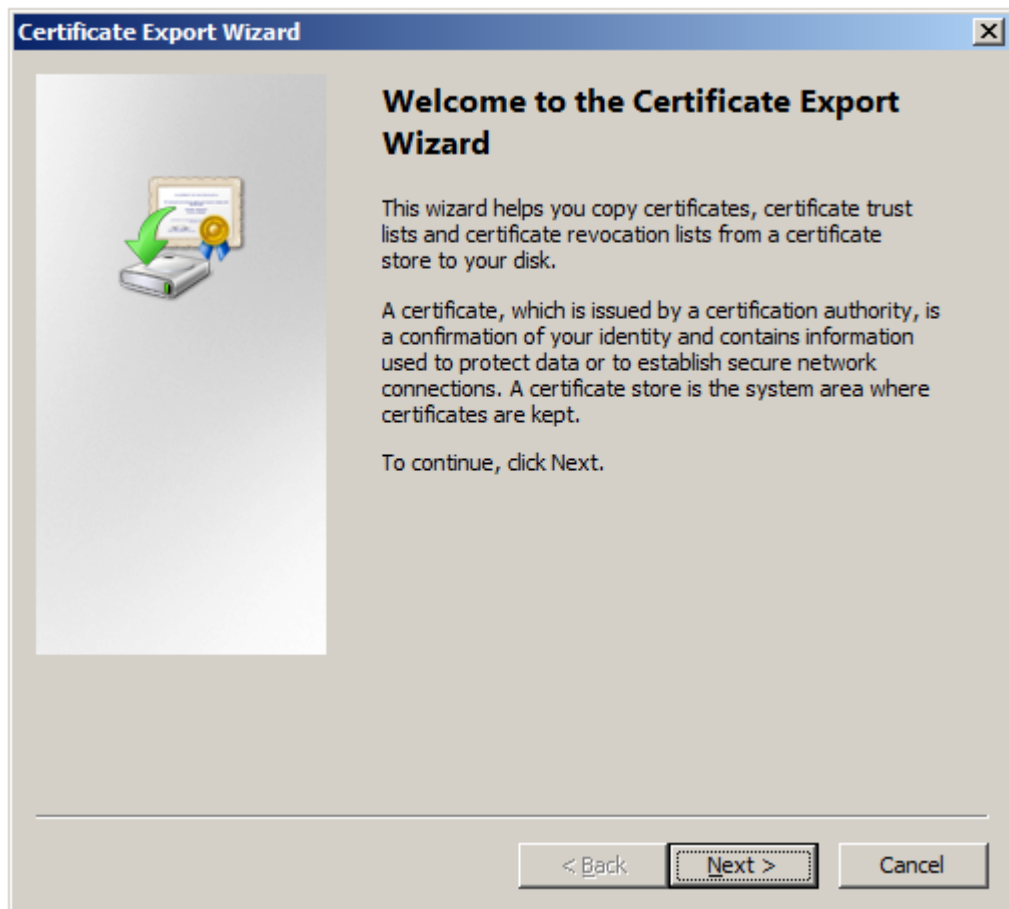 Certificate Export Wizard
Welcome to the Certificate Export
Wizard
This wizard helps you copy certificates, certificate trust
lists and certificate revocation lists from a certificate
store to your disk.
A certificate, which is issued by a certification authority, is
a confirmation of your identity and contains information
used to protect data or to establish secure network
connections. A certificate store is the system area where
certificates are kept.
To continue, click Next.
< Back
Next >
Cancel